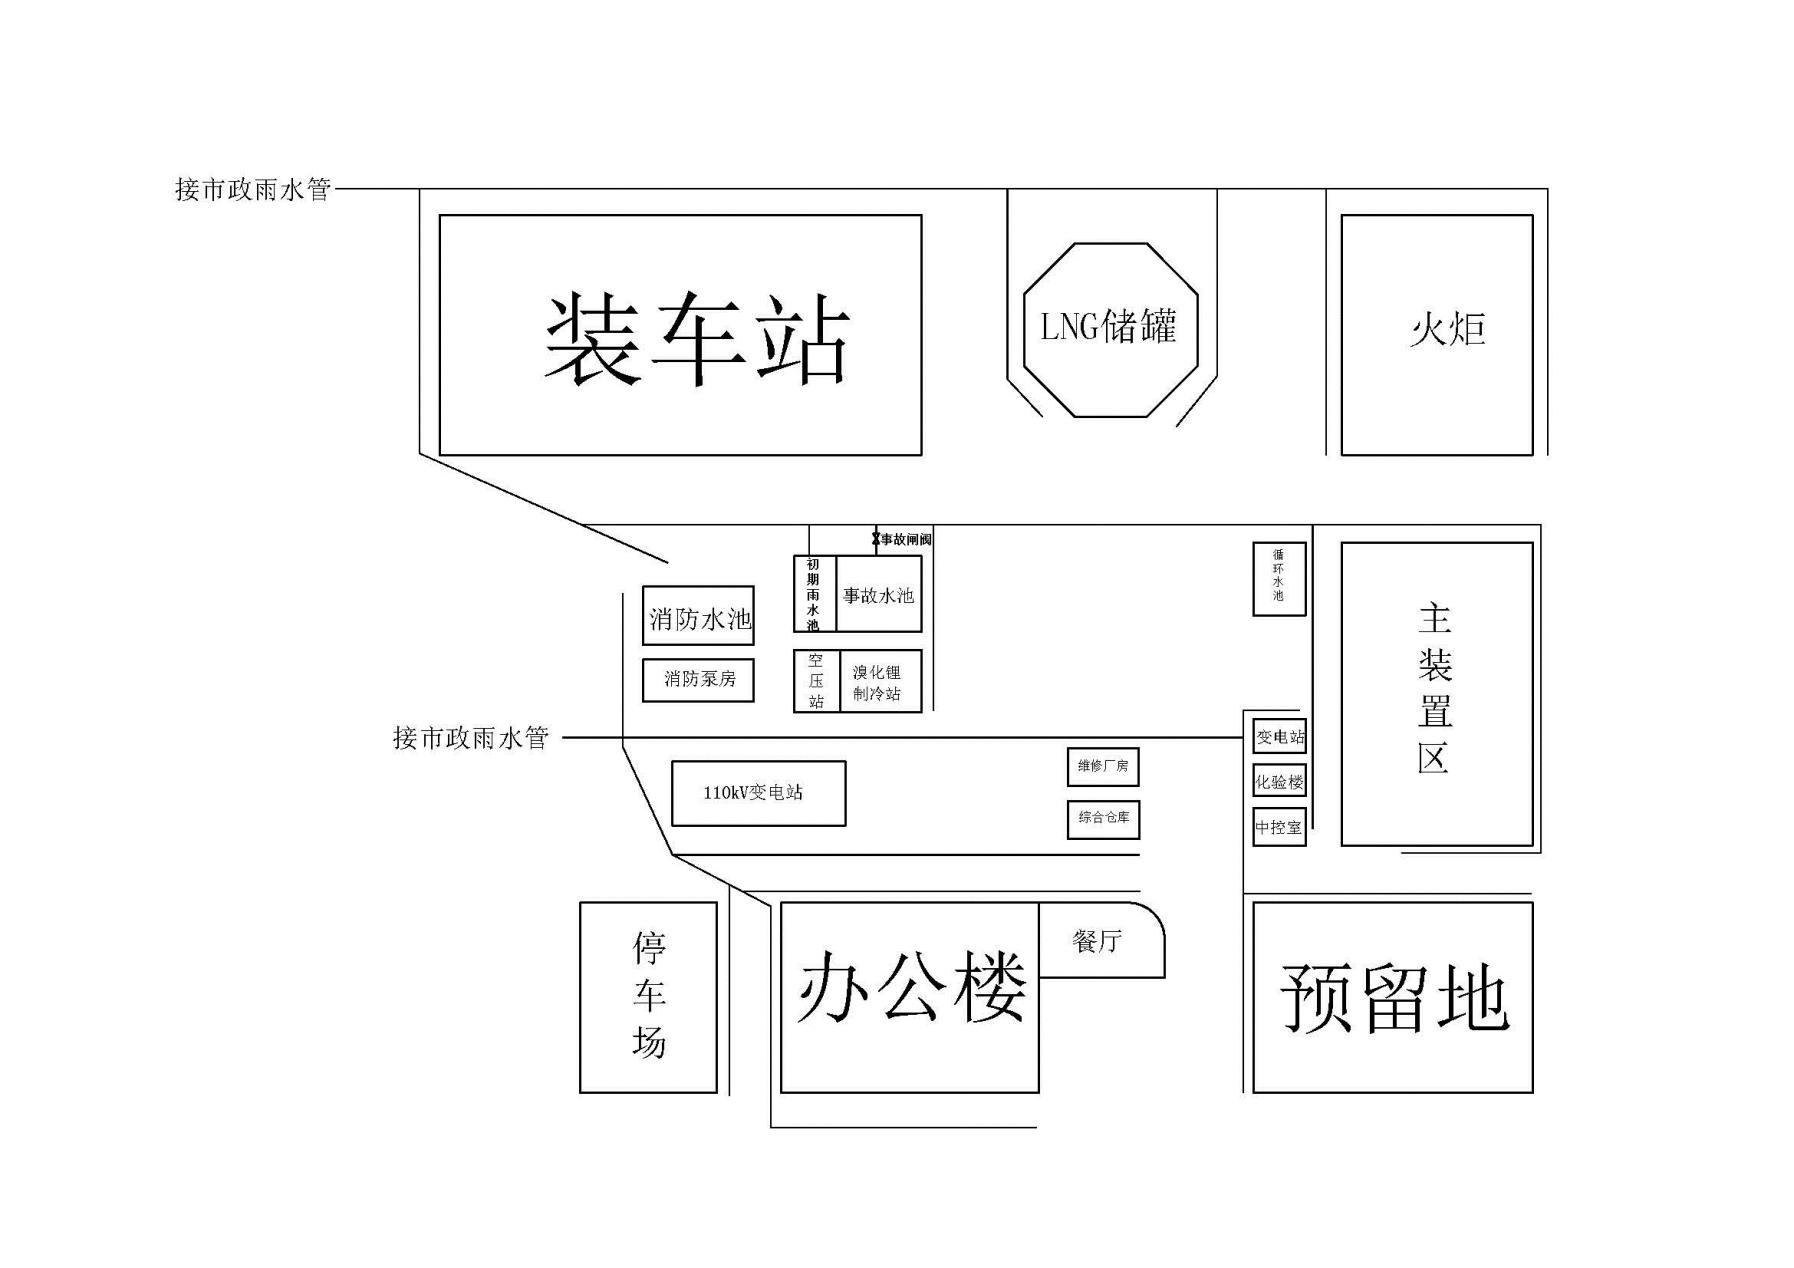 接市政雨水管
装车站
LNG储罐
火炬
事故闸阀
初期雨水池
事故水池
循环水池
消防水池
消防泵房
空压站
溴化锂
制冷站
主装置区
接市政雨水管
变电站
维修厂房
110kV变电站
化验楼
综合仓库
中控室
停车场
办公楼
餐厅
预留地